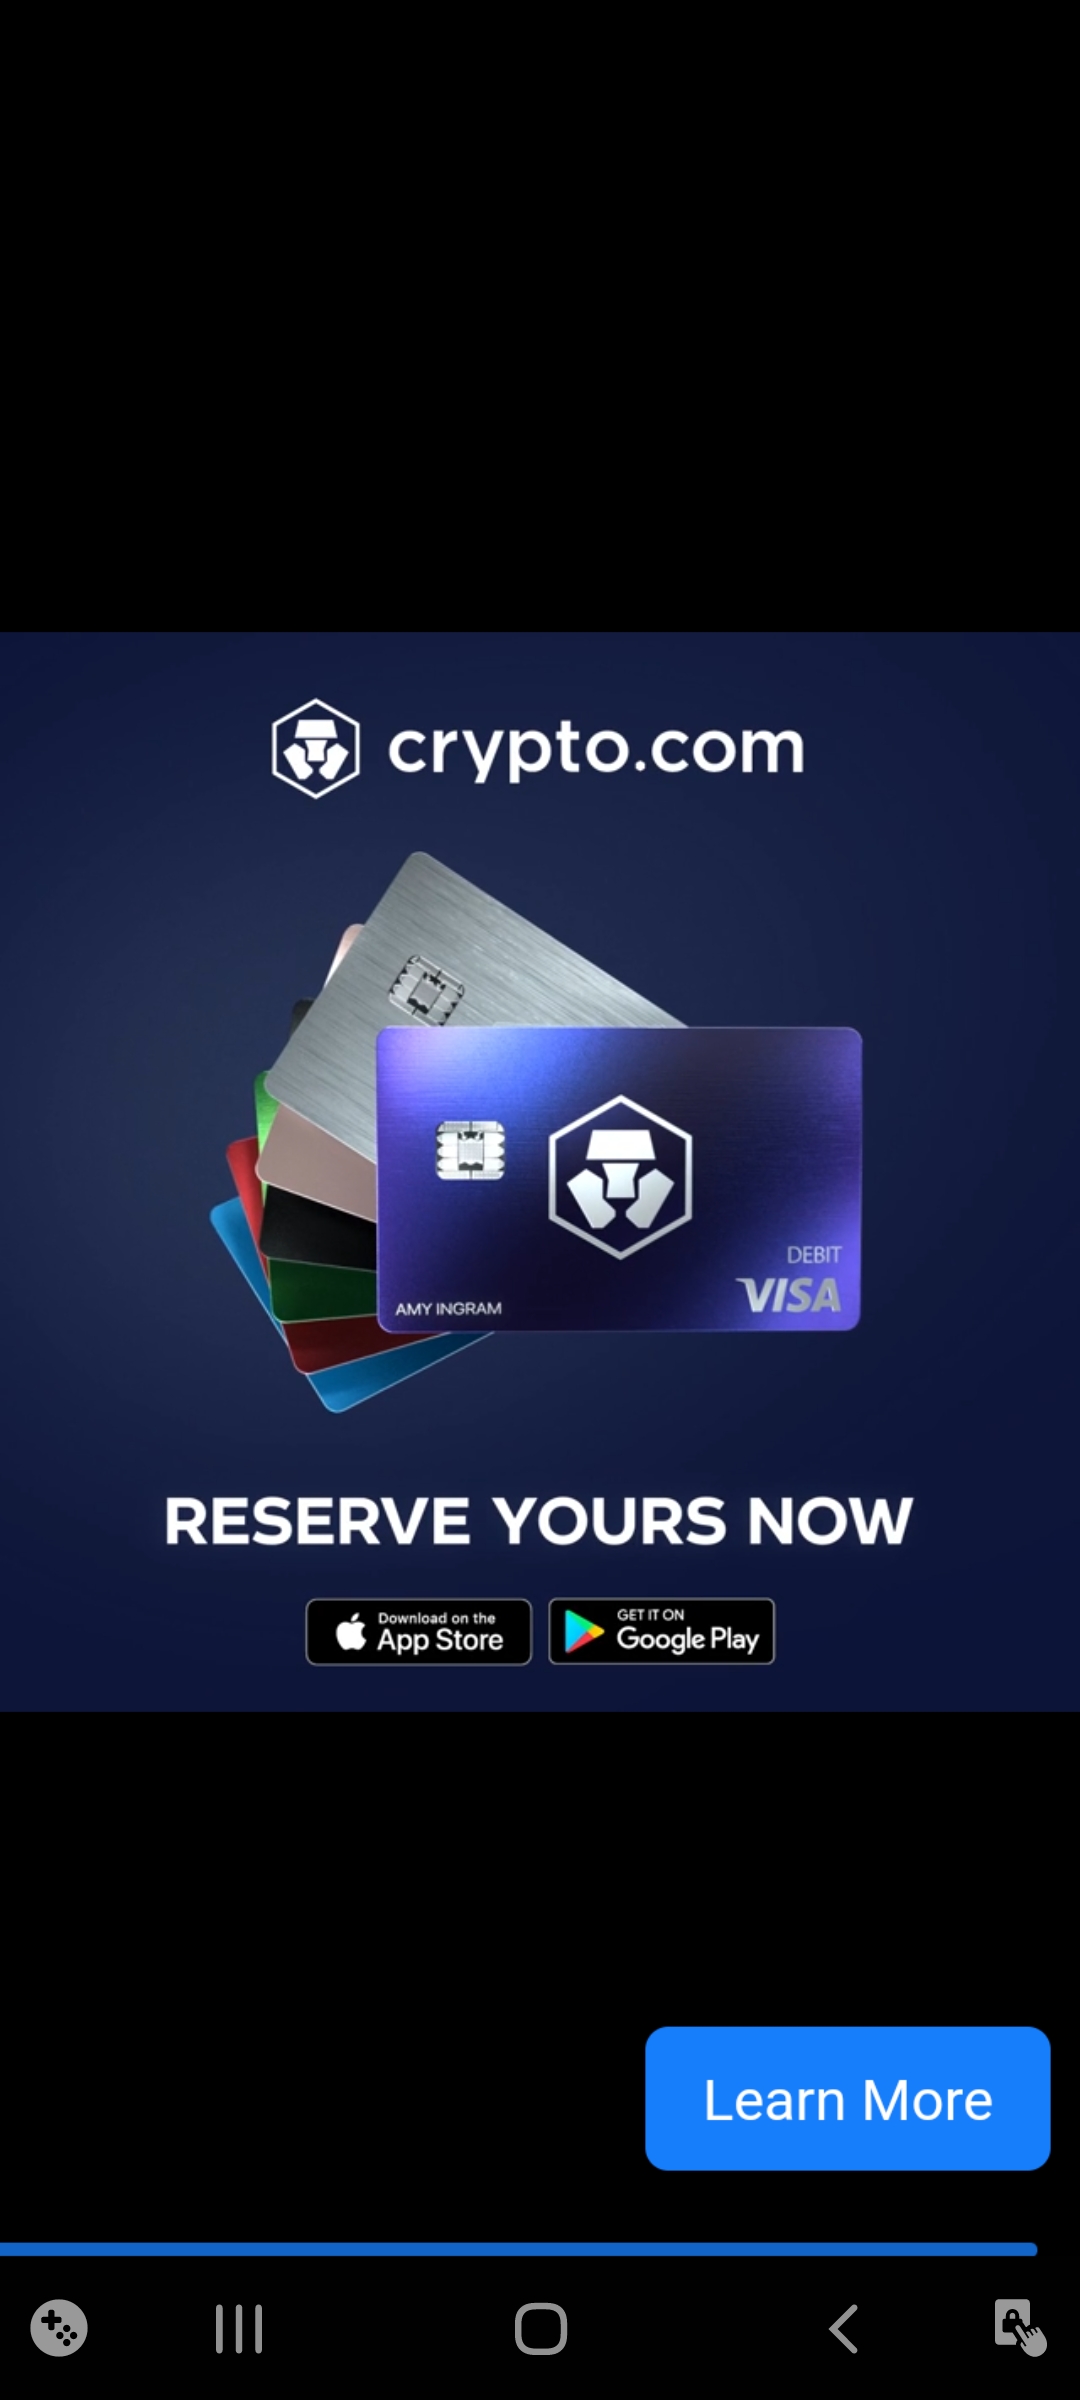 crypto.com
DEBIT
VISA
AMY INGRAM
RESERVE YOURS NOW
Download on the
App Store
GET IT ON
Google Play
Learn More